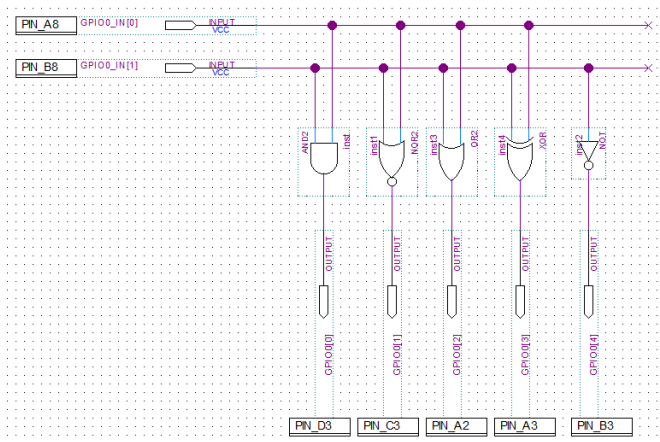 PIN_A8 GPIO0_IN[0] INPUT
VCC
PIN_B8 GPIO0_IN[1] INPUT
VCC
AND2 inst inst1 NOR2 inst3 OR2 inst4 XOR inst2 NOT
OUTPUT OUTPUT OUTPUT OUTPUT OUTPUT
GPIO0[0] GPIO0[1] GPIO0[2] GPIO0[3] GPIO0[4]
PIN_D3 PIN_C3 PIN_A2 PIN_A3 PIN_B3